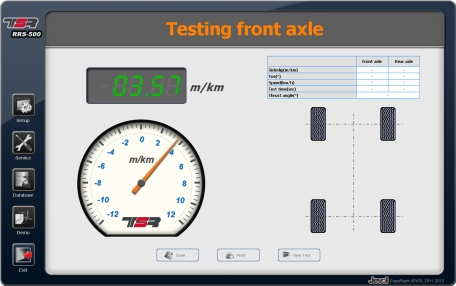 TSR
RRS-500
Testing front axle
03.57 m/km
Front axle Rear axle
Sideslip(m/km) - -
Toe(°) - -
Speed(km/h) - -
Test time(sec) - -
Thrust angle(°) -
m/km
-12 -10 -8 -6 -4 -2 0 2 4 6 8 10 12
TSR
Setup
Service
Database
Demo
Exit
Save
Print
New Test
Jevol Copyright JEVOL 2011-2012